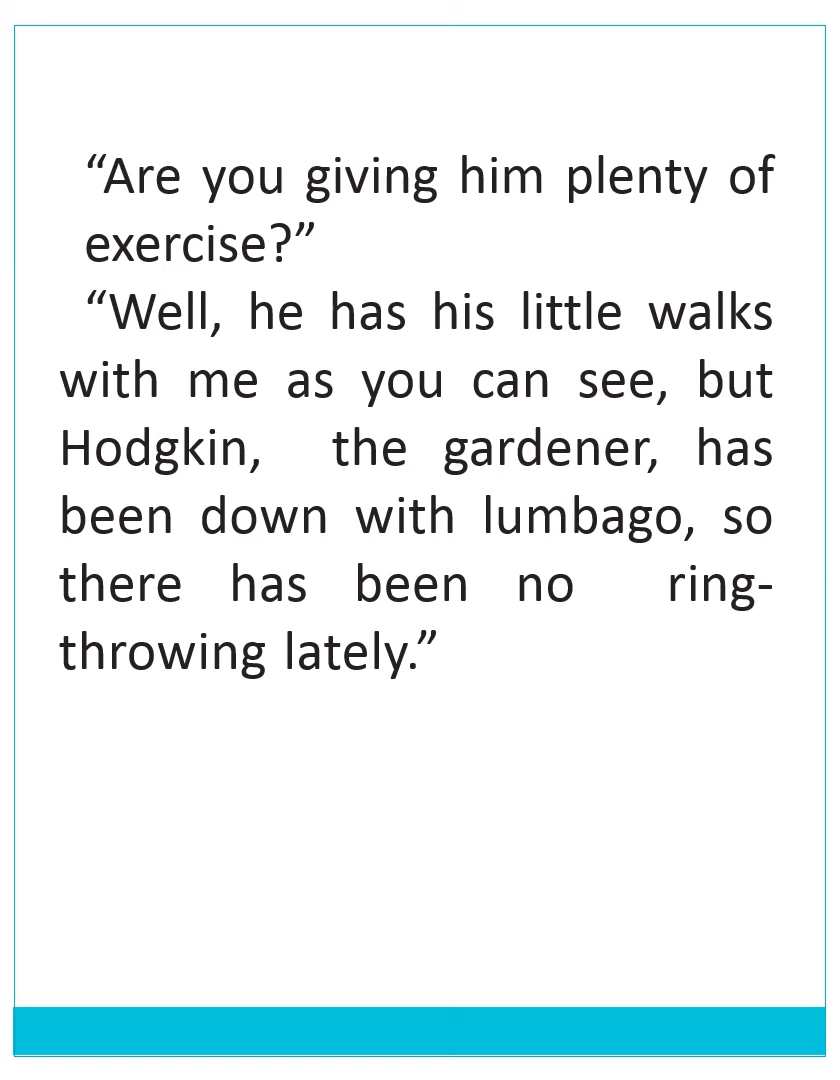 “Are you giving him plenty of
exercise?”
“Well, he has his little walks
with me as you can see, but
Hodgkin, the gardener, has
been down with lumbago, so
there has been no ring-
throwing lately.”